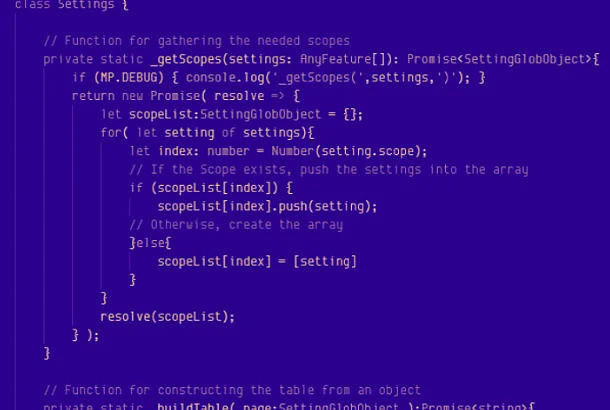 class Settings {
// Function for gathering the needed scopes
private static _getScopes(settings: AnyFeature[]): Promise<SettingGlobObject>{
if (MP.DEBUG) { console.log('_getScopes(',settings,')'); }
return new Promise( resolve => {
let scopeList:SettingGlobObject = {};
for( let setting of settings){
let index: number = Number(setting.scope);
// If the Scope exists, push the settings into the array
if (scopeList[index]) {
scopeList[index].push(setting);
// Otherwise, create the array
}else{
scopeList[index] = [setting]
}
}
resolve(scopeList);
} );
}
// Function for constructing the table from an object
private static _buildTable( page:SettingGlobObject ):Promise<string>{